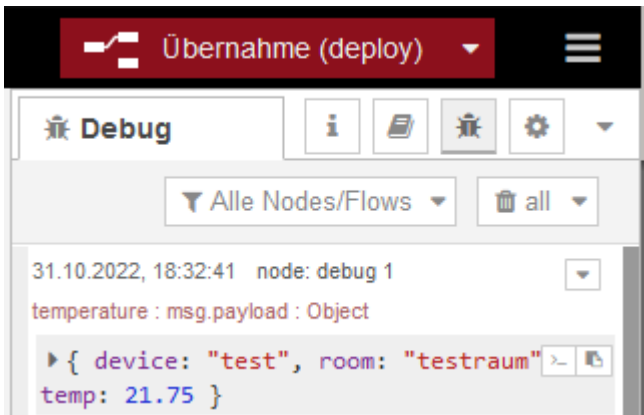 Übernahme (deploy)
Debug
i
Alle Nodes/Flows
all
31.10.2022, 18:32:41 node: debug 1
temperature : msg.payload : Object
{ device: "test", room: "testraum"
temp: 21.75 }